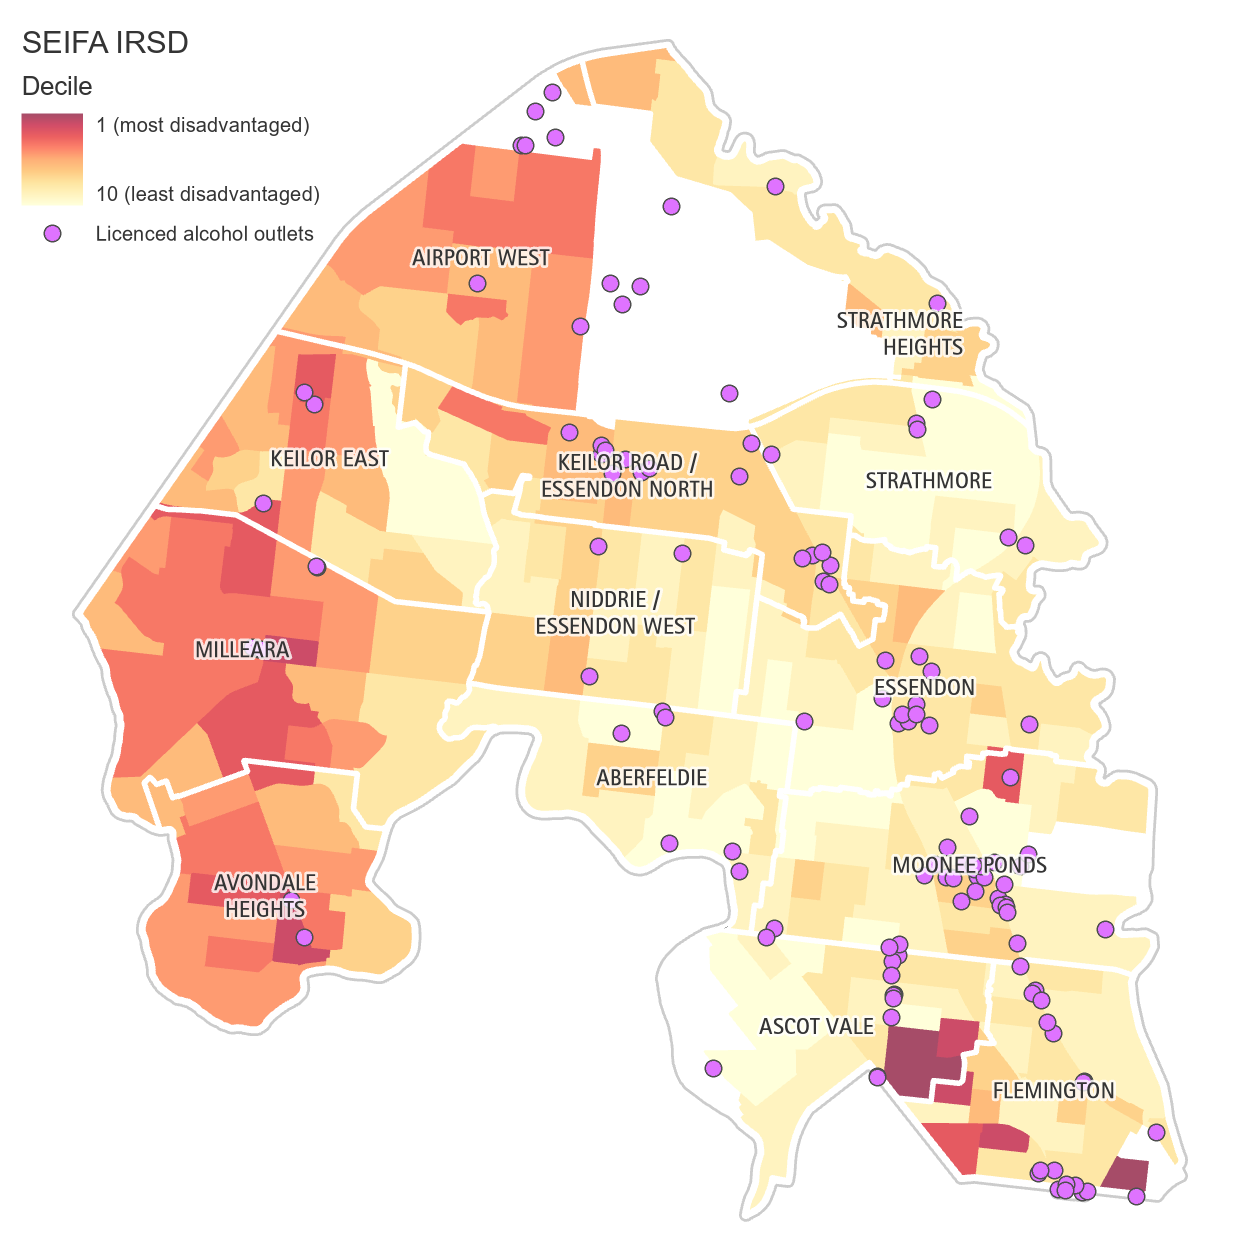 SEIFA IRSD
Decile
1 (most disadvantaged)
10 (least disadvantaged)
Licenced alcohol outlets
AIRPORT WEST
STRATHMORE
HEIGHTS
KEILOR EAST
KEILOR ROAD /
ESSENDON NORTH
STRATHMORE
NIDDRIE /
ESSENDON WEST
MILLEARA
ESSENDON
ABERFELDIE
MOONEE PONDS
AVONDALE
HEIGHTS
ASCOT VALE
FLEMINGTON